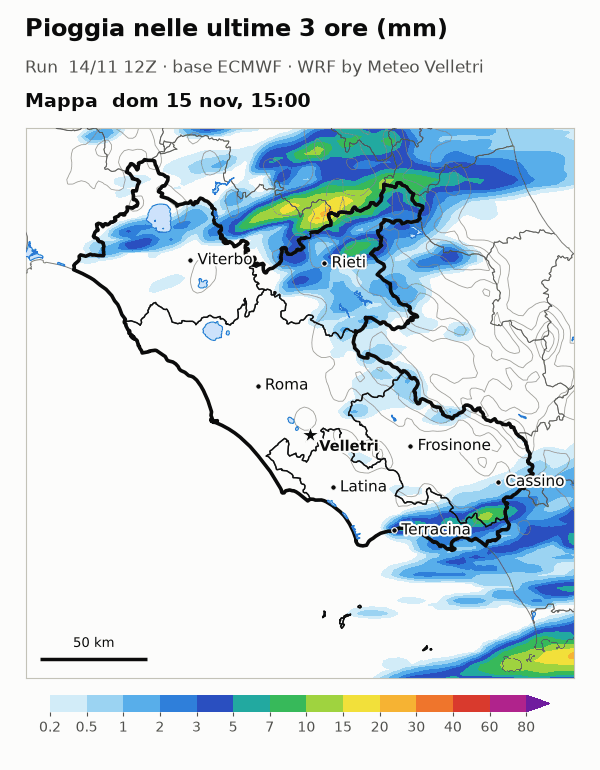 Pioggia nelle ultime 3 ore (mm)
Run  14/11 12Z · base ECMWF · WRF by Meteo Velletri
Mappa  dom 15 nov, 15:00
Viterbo
Rieti
Roma
Velletri
Frosinone
Latina
Cassino
Terracina
50 km
0.2 0.5 1 2 3 5 7 10 15 20 30 40 60 80